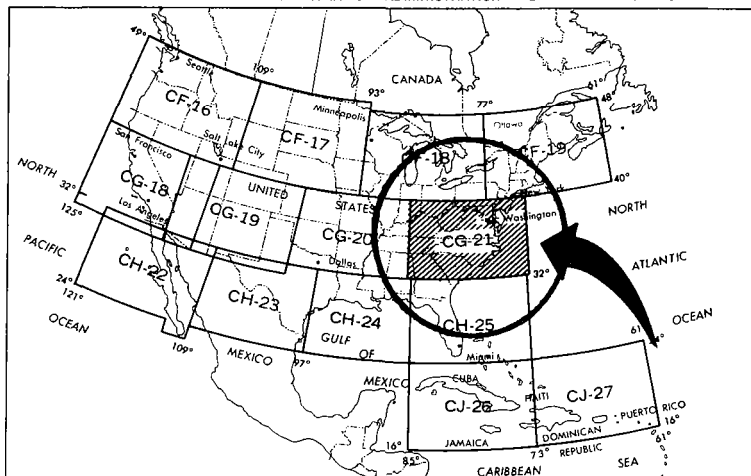 49°
Seattle
109°
93°
CANADA
77°
61°
48°
CF-16
Minneapolis
Ottawa
CF-17
CF-18
CF-19
San Francisco
Salt Lake City
40°
NORTH
32°
125°
CG-18
UNITED
STATES
Washington
NORTH
Los Angeles
CG-19
CG-20
CG-21
PACIFIC
Dallas
32°
ATLANTIC
24°
121°
CH-22
CH-23
CH-24
CH-25
OCEAN
109°
MEXICO
97°
GULF
OF
MEXICO
Miami
61
OCEAN
CUBA
HAITI
CJ-26
CJ-27
PUERTO RICO
16°
85°
JAMAICA
73°
DOMINICAN
REPUBLIC
16°
61°
CARIBBEAN
SEA